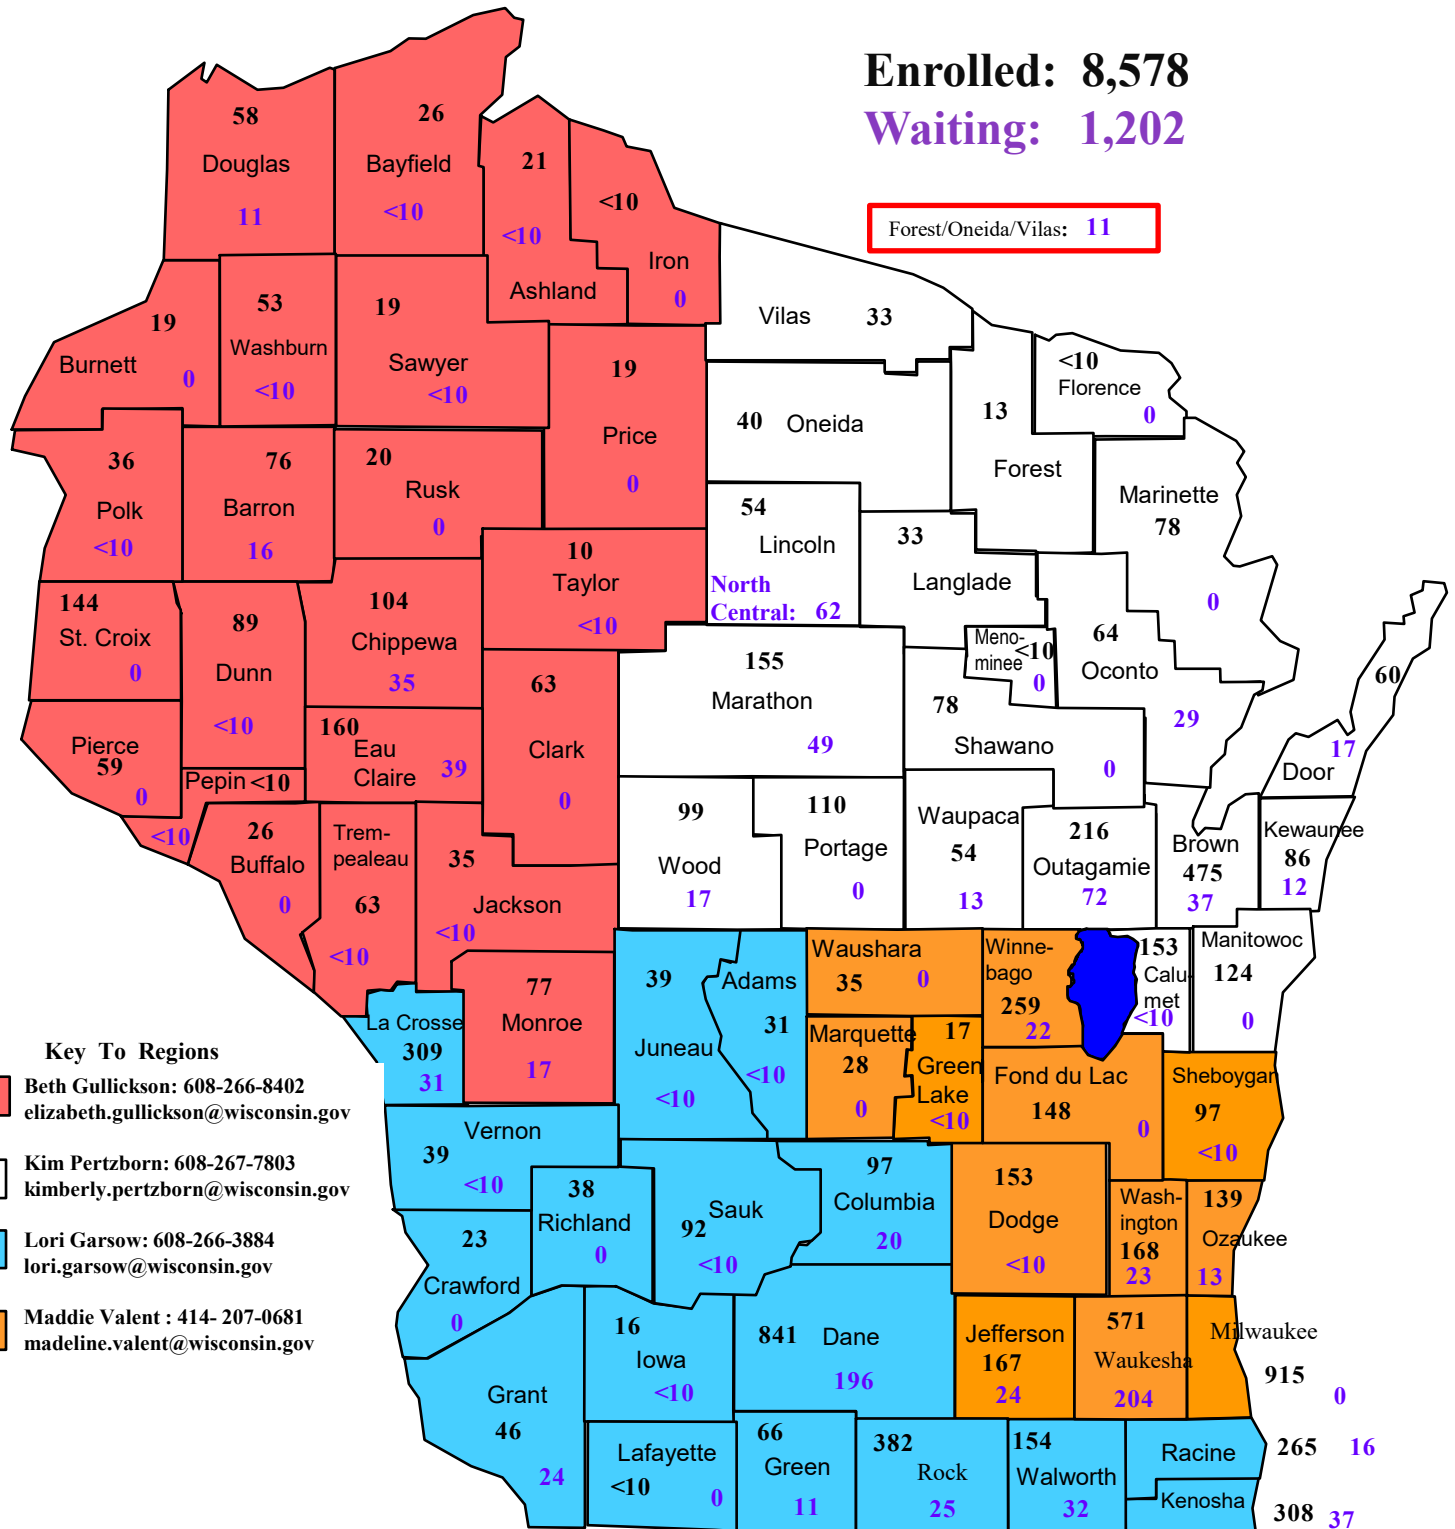 Enrolled: 8,578
Waiting: 1,202
Forest/Oneida/Vilas: 11
58
Douglas
11
26
Bayfield
<10
21
<10
Ashland
<10
Iron
0
19
Burnett
0
53
Washburn
<10
19
Sawyer
<10
19
Price
0
Vilas 33
40 Oneida
13
Forest
<10
Florence
0
Marinette
78
0
36
Polk
<10
76
Barron
16
20
Rusk
0
10
Taylor
<10
54
Lincoln
North
Central: 62
33
Langlade
Meno-
minee
<10
0
64
Oconto
29
144
St. Croix
0
89
Dunn
<10
104
Chippewa
35
63
Clark
0
155
Marathon
49
78
Shawano
0
60
17
Door
Pierce
59
0
Pepin <10
<10
160
Eau
Claire
39
26
Buffalo
0
Trem-
pealeau
63
<10
35
Jackson
<10
99
Wood
17
110
Portage
0
Waupaca
54
13
216
Outagamie
72
Brown
475
37
Kewaunee
86
12
La Crosse
309
31
77
Monroe
17
39
Juneau
<10
Adams
31
<10
Waushara
35
0
Winne-
bago
259
22
153
Calu-
met
<10
Manitowoc
124
0
Marquette
28
0
17
Green
Lake
<10
Fond du Lac
148
0
Sheboygan
97
<10
Key To Regions
Beth Gullickson: 608-266-8402
elizabeth.gullickson@wisconsin.gov
Kim Pertzborn: 608-267-7803
kimberly.pertzborn@wisconsin.gov
Lori Garsow: 608-266-3884
lori.garsow@wisconsin.gov
Maddie Valent : 414- 207-0681
madeline.valent@wisconsin.gov
Vernon
39
<10
38
Richland
0
Sauk
92
<10
97
Columbia
20
153
Dodge
<10
Wash-
ington
168
23
139
Ozaukee
13
23
Crawford
0
Grant
46
24
16
Iowa
<10
841 Dane
196
Jefferson
167
24
571
Waukesha
204
Milwaukee
915
0
Lafayette
<10
0
66
Green
11
382
Rock
25
154
Walworth
32
Racine
265 16
Kenosha
308 37